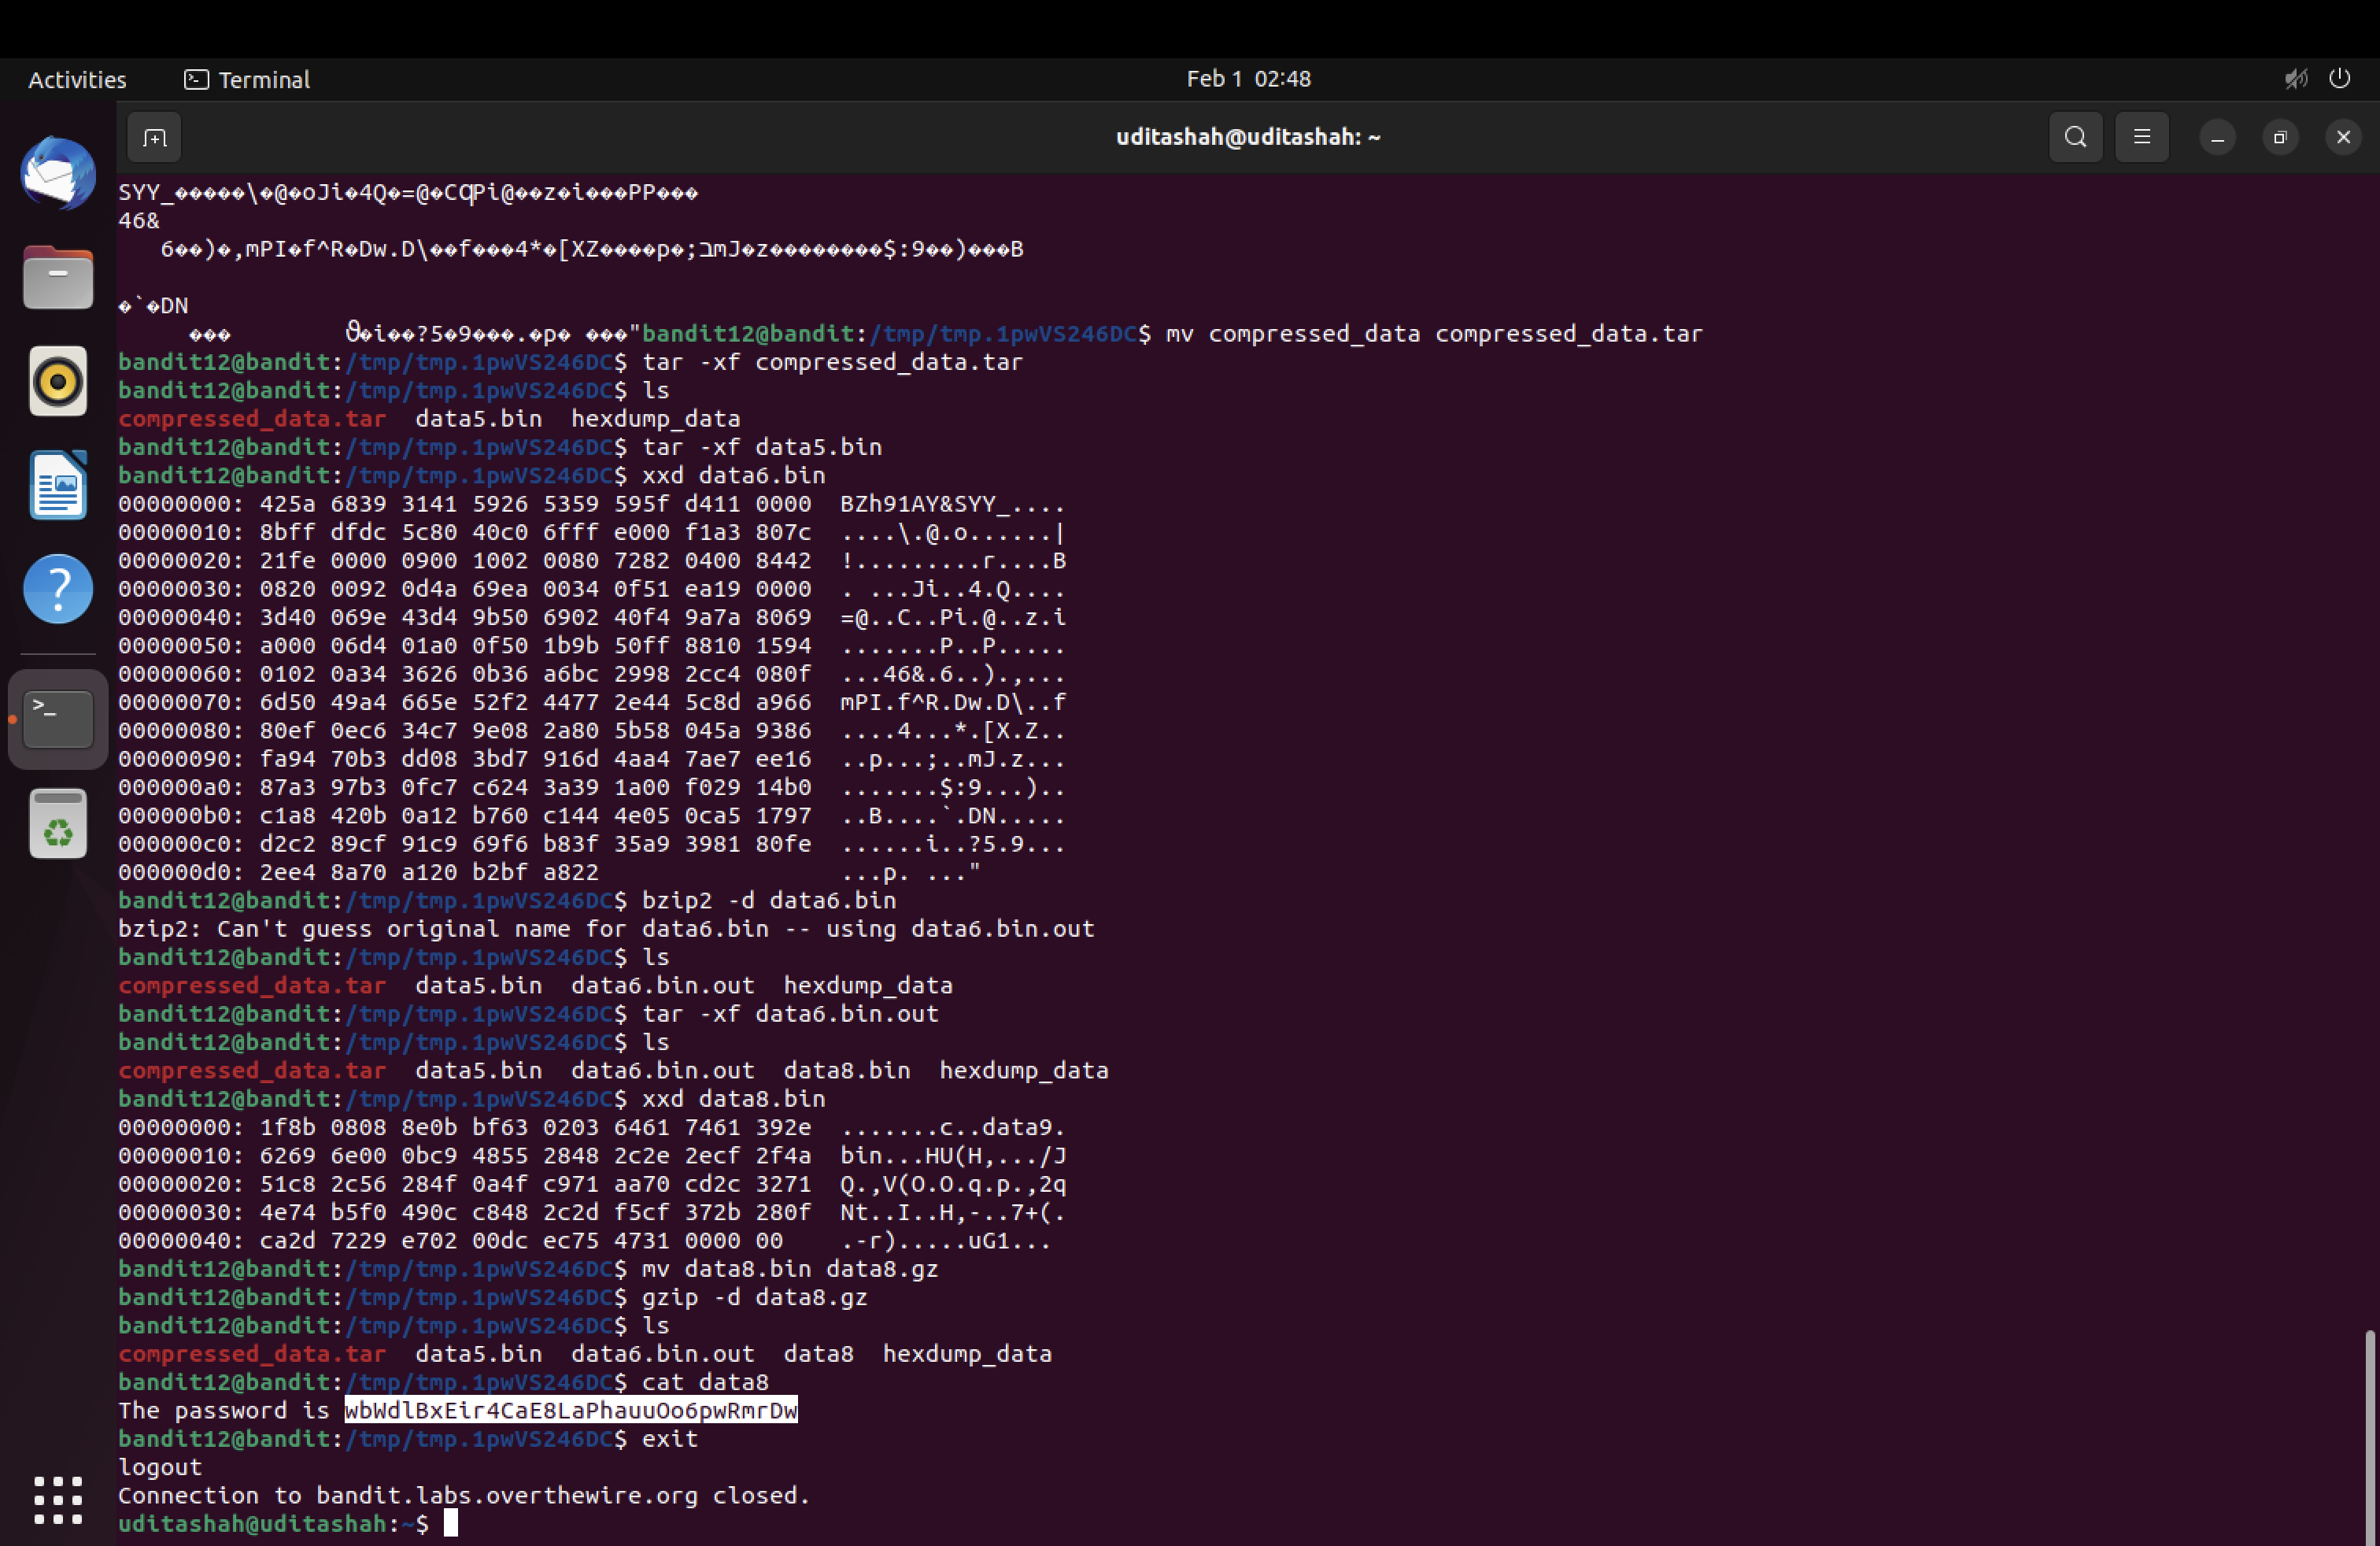 Activities
Terminal
Feb 1 02:48
uditashah@uditashah: ~
SYY_�����\�@�oJi�4Q�=@�CϤPi@��z�i���PP���
46&
6��)�,mPI�f^R�Dw.D\��f���4*�[XZ����p�;בmJ�z��������$:9��)���B
�`�DN
��� ϑ�i��?5�9���.�p� ���"bandit12@bandit:/tmp/tmp.1pwVS246DC$ mv compressed_data compressed_data.tar
bandit12@bandit:/tmp/tmp.1pwVS246DC$ tar -xf compressed_data.tar
bandit12@bandit:/tmp/tmp.1pwVS246DC$ ls
compressed_data.tar  data5.bin  hexdump_data
bandit12@bandit:/tmp/tmp.1pwVS246DC$ tar -xf data5.bin
bandit12@bandit:/tmp/tmp.1pwVS246DC$ xxd data6.bin
00000000: 425a 6839 3141 5926 5359 595f d411 0000  BZh91AY&SYY_....
00000010: 8bff dfdc 5c80 40c0 6fff e000 f1a3 807c  ....\.@.o......|
00000020: 21fe 0000 0900 1002 0080 7282 0400 8442  !.........r....B
00000030: 0820 0092 0d4a 69ea 0034 0f51 ea19 0000  . ...Ji..4.Q....
00000040: 3d40 069e 43d4 9b50 6902 40f4 9a7a 8069  =@..C..Pi.@..z.i
00000050: a000 06d4 01a0 0f50 1b9b 50ff 8810 1594  .......P..P.....
00000060: 0102 0a34 3626 0b36 a6bc 2998 2cc4 080f  ...46&.6..).,...
00000070: 6d50 49a4 665e 52f2 4477 2e44 5c8d a966  mPI.f^R.Dw.D\..f
00000080: 80ef 0ec6 34c7 9e08 2a80 5b58 045a 9386  ....4...*.[X.Z..
00000090: fa94 70b3 dd08 3bd7 916d 4aa4 7ae7 ee16  ..p...;..mJ.z...
000000a0: 87a3 97b3 0fc7 c624 3a39 1a00 f029 14b0  .......$:9...)..
000000b0: c1a8 420b 0a12 b760 c144 4e05 0ca5 1797  ..B....`.DN.....
000000c0: d2c2 89cf 91c9 69f6 b83f 35a9 3981 80fe  ......i..?5.9...
000000d0: 2ee4 8a70 a120 b2bf a822                 ...p. ..."
bandit12@bandit:/tmp/tmp.1pwVS246DC$ bzip2 -d data6.bin
bzip2: Can't guess original name for data6.bin -- using data6.bin.out
bandit12@bandit:/tmp/tmp.1pwVS246DC$ ls
compressed_data.tar  data5.bin  data6.bin.out  hexdump_data
bandit12@bandit:/tmp/tmp.1pwVS246DC$ tar -xf data6.bin.out
bandit12@bandit:/tmp/tmp.1pwVS246DC$ ls
compressed_data.tar  data5.bin  data6.bin.out  data8.bin  hexdump_data
bandit12@bandit:/tmp/tmp.1pwVS246DC$ xxd data8.bin
00000000: 1f8b 0808 8e0b bf63 0203 6461 7461 392e  .......c..data9.
00000010: 6269 6e00 0bc9 4855 2848 2c2e 2ecf 2f4a  bin...HU(H,.../J
00000020: 51c8 2c56 284f 0a4f c971 aa70 cd2c 3271  Q.,V(O.O.q.p.,2q
00000030: 4e74 b5f0 490c c848 2c2d f5cf 372b 280f  Nt..I..H,-..7+(.
00000040: ca2d 7229 e702 00dc ec75 4731 0000 00    .-r).....uG1...
bandit12@bandit:/tmp/tmp.1pwVS246DC$ mv data8.bin data8.gz
bandit12@bandit:/tmp/tmp.1pwVS246DC$ gzip -d data8.gz
bandit12@bandit:/tmp/tmp.1pwVS246DC$ ls
compressed_data.tar  data5.bin  data6.bin.out  data8  hexdump_data
bandit12@bandit:/tmp/tmp.1pwVS246DC$ cat data8
The password is wbWdlBxEir4CaE8LaPhauuOo6pwRmrDw
bandit12@bandit:/tmp/tmp.1pwVS246DC$ exit
logout
Connection to bandit.labs.overthewire.org closed.
uditashah@uditashah:~$